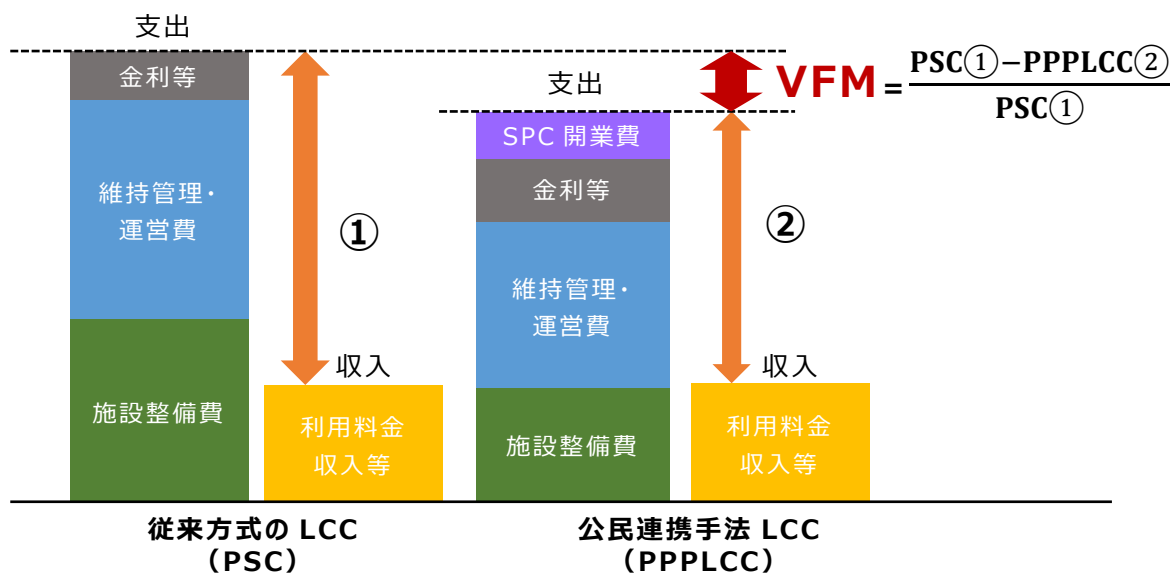 支出
金利等
維持管理・
運営費
施設整備費
①
収入
利用料金
収入等
従来方式の LCC
（PSC）
支出
SPC 開業費
金利等
維持管理・
運営費
施設整備費
②
収入
利用料金
収入等
公民連携手法 LCC
（PPPLCC）
VFM =
PSC①−PPPLCC②
PSC①